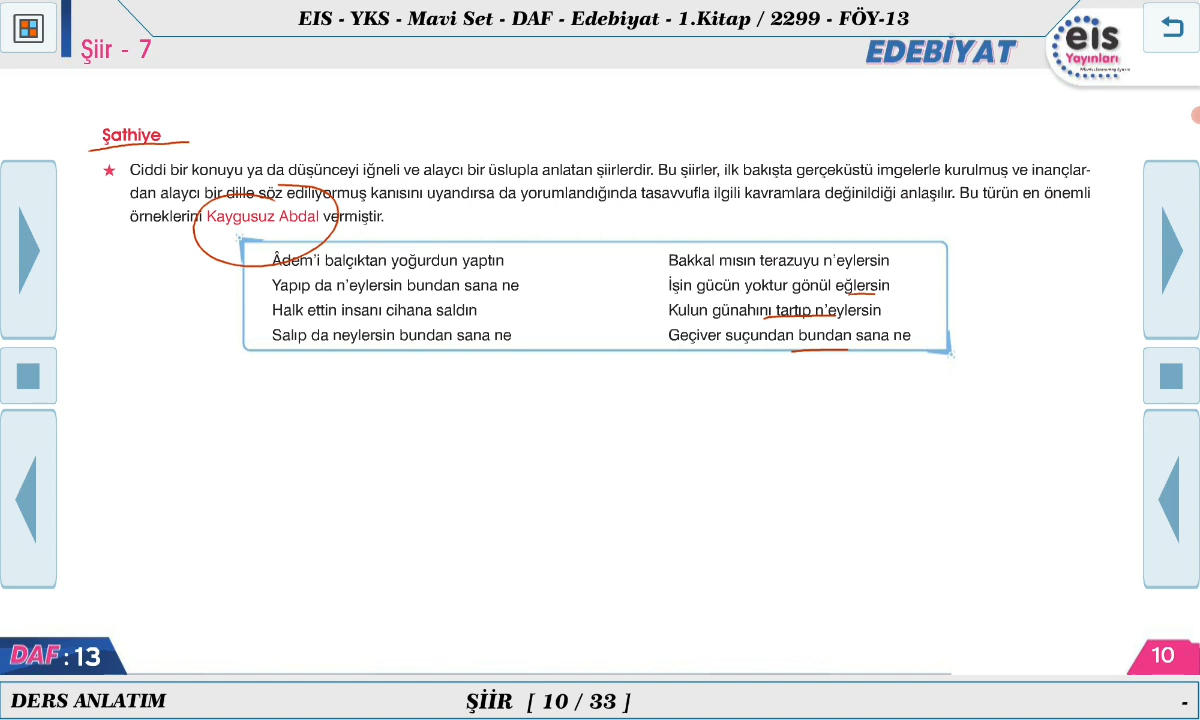 EIS - YKS - Mavi Set - DAF - Edebiyat - 1.Kitap / 2299 - FÖY-13
Şiir - 7
EDEBİYAT
eis
Yayınları
Şathiye
★ Ciddi bir konuyu ya da düşünceyi iğneli ve alaycı bir üslupla anlatan şiirlerdir. Bu şiirler, ilk bakışta gerçeküstü imgelerle kurulmuş ve inançlar-
dan alaycı bir dille söz ediliyormuş kanısını uyandırsa da yorumlandığında tasavvufla ilgili kavramlara değinildiği anlaşılır. Bu türün en önemli
örneklerini Kaygusuz Abdal vermiştir.
Âdem'i balçıktan yoğurdun yaptın
Yapıp da n'eylersin bundan sana ne
Halk ettin insanı cihana saldın
Salıp da neylersin bundan sana ne
Bakkal mısın terazuyu n'eylersin
İşin gücün yoktur gönül eğlersin
Kulun günahını tartıp n'eylersin
Geçiver suçundan bundan sana ne
DAF : 13
10
DERS ANLATIM
ŞİİR [ 10 / 33 ]
-